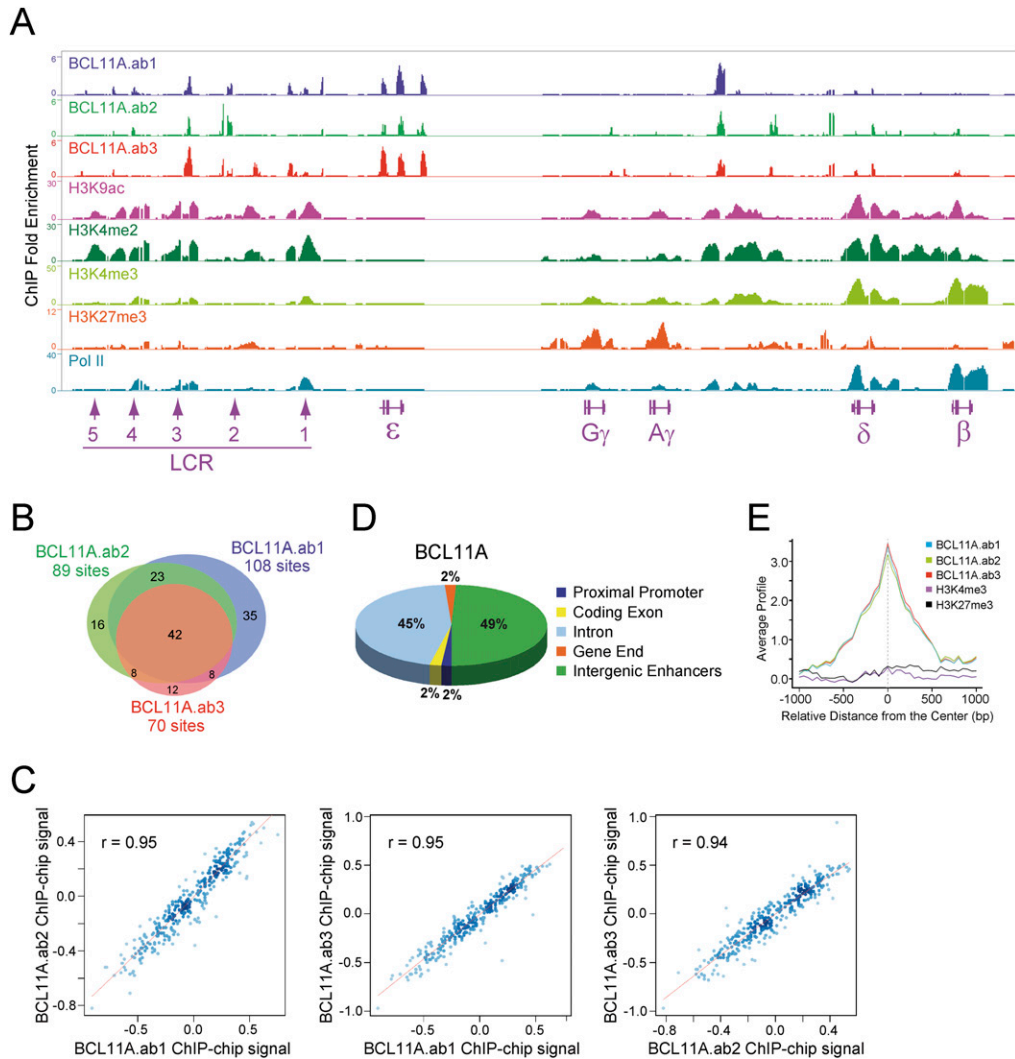 A
ChIP Fold Enrichment
6
BCL11A.ab1
0
6
BCL11A.ab2
0
6
BCL11A.ab3
0
30
H3K9ac
0
30
H3K4me2
0
50
H3K4me3
0
12
H3K27me3
0
40
Pol II
0
5 4 3 2 1 ε Gγ Aγ δ β
LCR
B
BCL11A.ab2
89 sites
BCL11A.ab1
108 sites
23
16
42
35
8
8
12
BCL11A.ab3
70 sites
D
BCL11A
2%
45%
49%
2%
2%
Proximal Promoter
Coding Exon
Intron
Gene End
Intergenic Enhancers
E
Average Profile
3.0
2.0
1.0
0.0
BCL11A.ab1
BCL11A.ab2
BCL11A.ab3
H3K4me3
H3K27me3
-1000 -500 0 500 1000
Relative Distance from the Center (bp)
C
BCL11A.ab2 ChIP-chip signal
r = 0.95
0.4
0.0
-0.4
-0.8
-0.5 0.0 0.5
BCL11A.ab1 ChIP-chip signal
BCL11A.ab3 ChIP-chip signal
1.0
r = 0.95
0.5
0.0
-0.5
-1.0
-0.5 0.0 0.5
BCL11A.ab1 ChIP-chip signal
BCL11A.ab3 ChIP-chip signal
1.0
r = 0.94
0.5
0.0
-0.5
-1.0
-0.8 -0.4 0.0 0.4
BCL11A.ab2 ChIP-chip signal